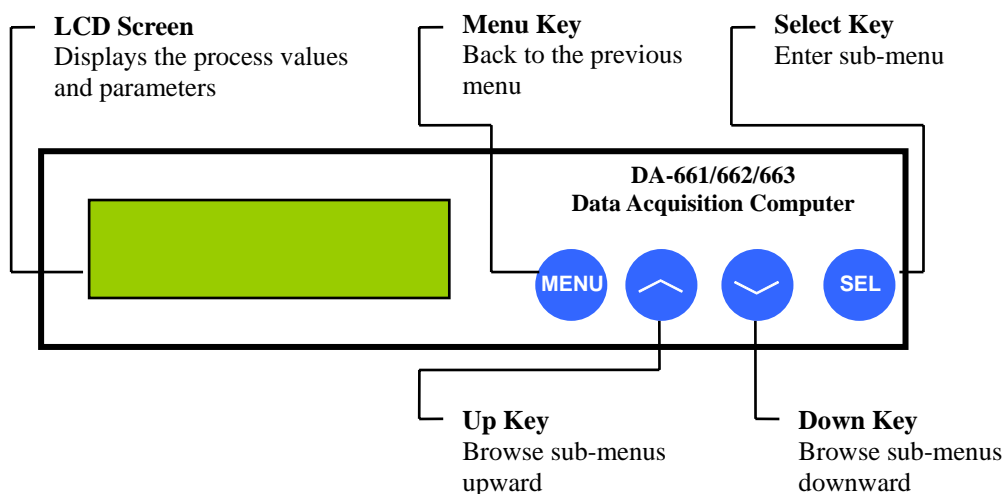 LCD Screen
Displays the process values
and parameters
Menu Key
Back to the previous
menu
Select Key
Enter sub-menu
DA-661/662/663
Data Acquisition Computer
MENU
SEL
Up Key
Browse sub-menus
upward
Down Key
Browse sub-menus
downward